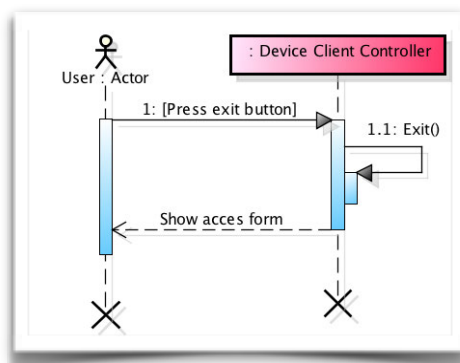 User : Actor
: Device Client Controller
1: [Press exit button]
1.1: Exit()
Show acces form